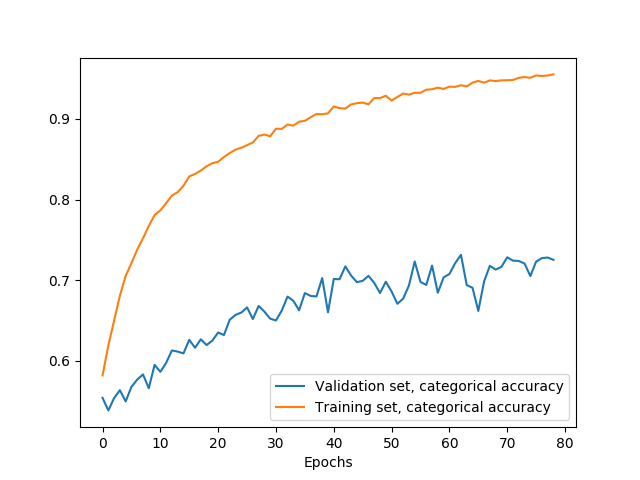 0.9
0.8
0.7
0.6
Validation set, categorical accuracy
Training set, categorical accuracy
0 10 20 30 40 50 60 70 80
Epochs